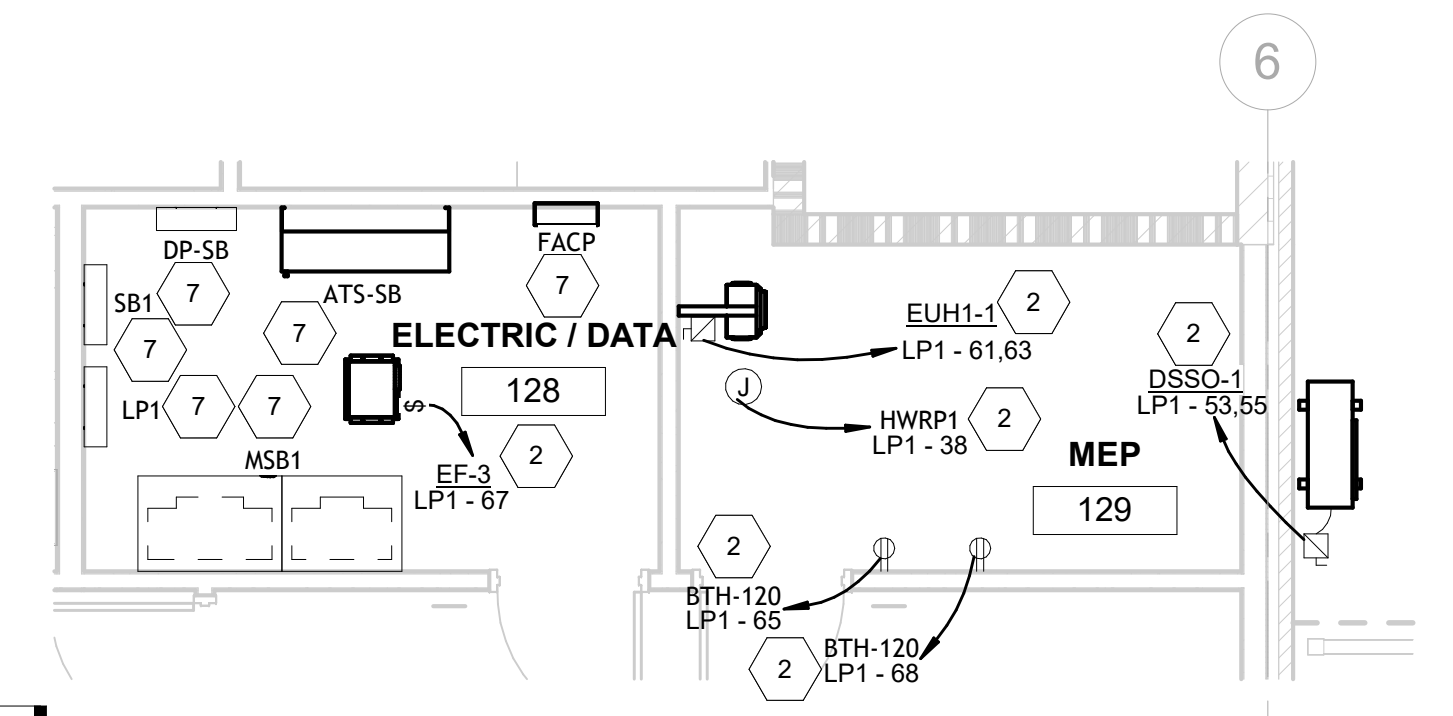 6
DP-SB
FACP
7
7
ATS-SB
SB1
7
7
2
EUH1-1
LP1 - 61,63
2
ELECTRIC / DATA
128
DSSO-1
LP1 - 53,55
J
LP1
7
7
$
HWRP1
LP1 - 38
2
MEP
129
MSB1
2
EF-3
LP1 - 67
2
BTH-120
LP1 - 65
2
BTH-120
LP1 - 68